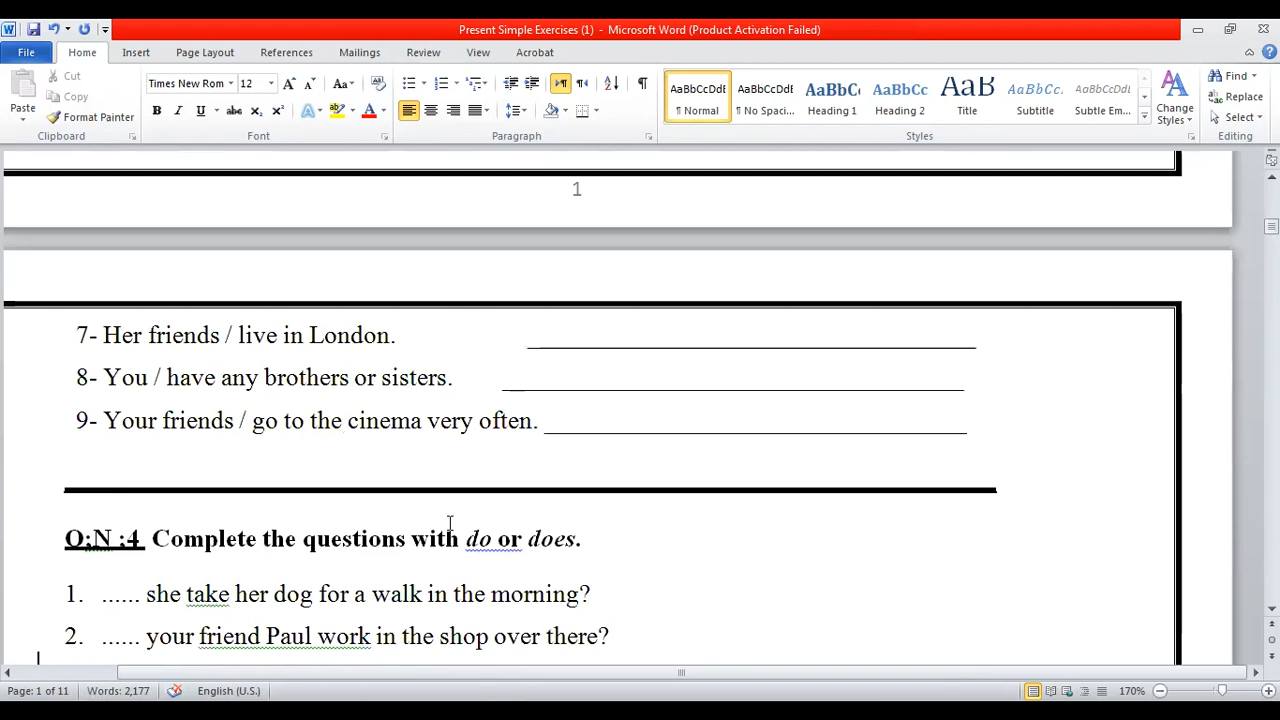 Present Simple Exercises (1) - Microsoft Word (Product Activation Failed)
File Home Insert Page Layout References Mailings Review View Acrobat
Paste
Cut
Copy
Format Painter
Clipboard
Times New Rom 12
Font
Paragraph
AaBbCcDdE ¶ Normal
AaBbCcDdE ¶ No Spaci...
AaBbCc Heading 1
AaBbCc Heading 2
AaB Title
AaBbCc. Subtitle
AaBbCcDd Subtle Em...
Change Styles
Styles
Find
Replace
Select
Editing
1
7- Her friends / live in London. ____________________
8- You / have any brothers or sisters. ____________________
9- Your friends / go to the cinema very often. ____________________
Q;N ;4 Complete the questions with do or does.
1. ...... she take her dog for a walk in the morning?
2. ...... your friend Paul work in the shop over there?
Page: 1 of 11 Words: 2,177 English (U.S.) 170%